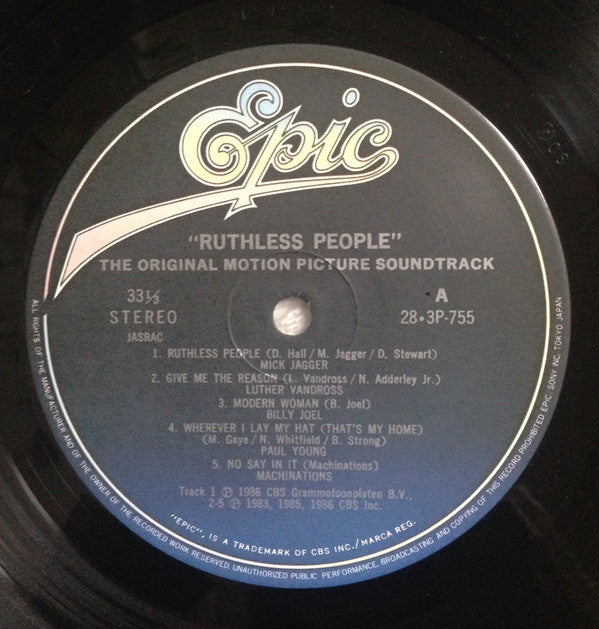 Epic
"RUTHLESS PEOPLE"
THE ORIGINAL MOTION PICTURE SOUNDTRACK
33⅓
STEREO
JASRAC
A
28•3P-755
1. RUTHLESS PEOPLE (D. Hall/M. Jagger/D. Stewart)
MICK JAGGER
2. GIVE ME THE REASON (L. Vandross/N. Adderley Jr.)
LUTHER VANDROSS
3. MODERN WOMAN (B. Joel)
BILLY JOEL
4. WHEREVER I LAY MY HAT (THAT'S MY HOME)
(M. Gaye/N. Whitfield/B. Strong)
PAUL YOUNG
5. NO SAY IN IT (Machinations)
MACHINATIONS
Track 1 ℗ 1986 CBS Grammofoonplaten B.V.,
2-5 ℗ 1983, 1985, 1986 CBS Inc.
"EPIC", IS A TRADEMARK OF CBS INC./MARCA REG.
ALL RIGHTS OF THE MANUFACTURER AND OF THE OWNER OF THE RECORDED WORK RESERVED. UNAUTHORIZED PUBLIC PERFORMANCE, BROADCASTING AND COPYING OF THIS RECORD PROHIBITED EPIC/SONY INC. TOKYO JAPAN